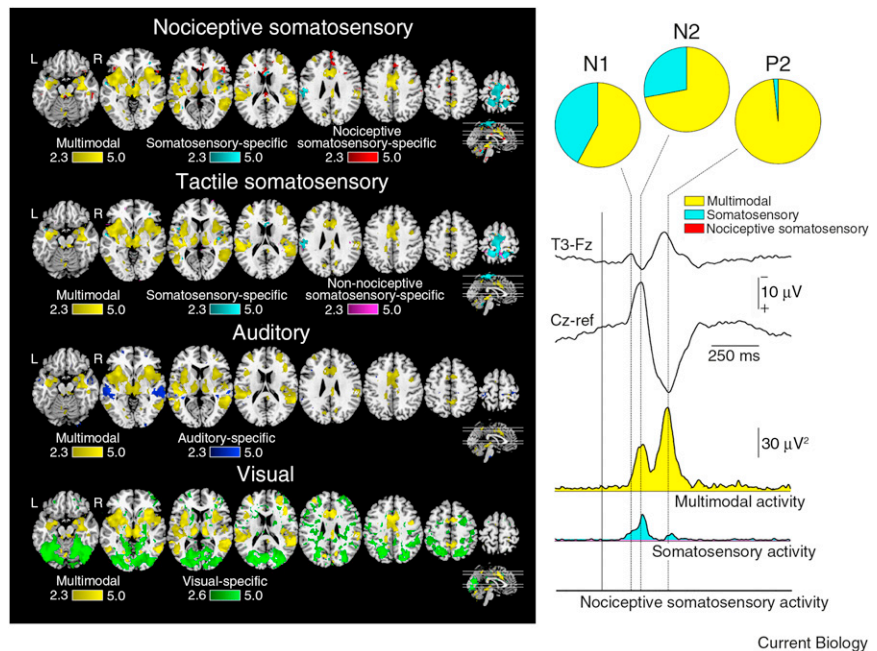 Nociceptive somatosensory
L R
Multimodal
2.3 5.0
Somatosensory-specific
2.3 5.0
Nociceptive
somatosensory-specific
2.3 5.0
Tactile somatosensory
Multimodal
2.3 5.0
Somatosensory-specific
2.3 5.0
Non-nociceptive
somatosensory-specific
2.3 5.0
Auditory
L R
Multimodal
2.3 5.0
Auditory-specific
2.3 5.0
Visual
L R
Multimodal
2.3 5.0
Visual-specific
2.6 5.0
N1
N2
P2
Multimodal
Somatosensory
Nociceptive somatosensory
T3-Fz
−
10 μV
+
Cz-ref
250 ms
30 μV²
Multimodal activity
Somatosensory activity
Nociceptive somatosensory activity
Current Biology